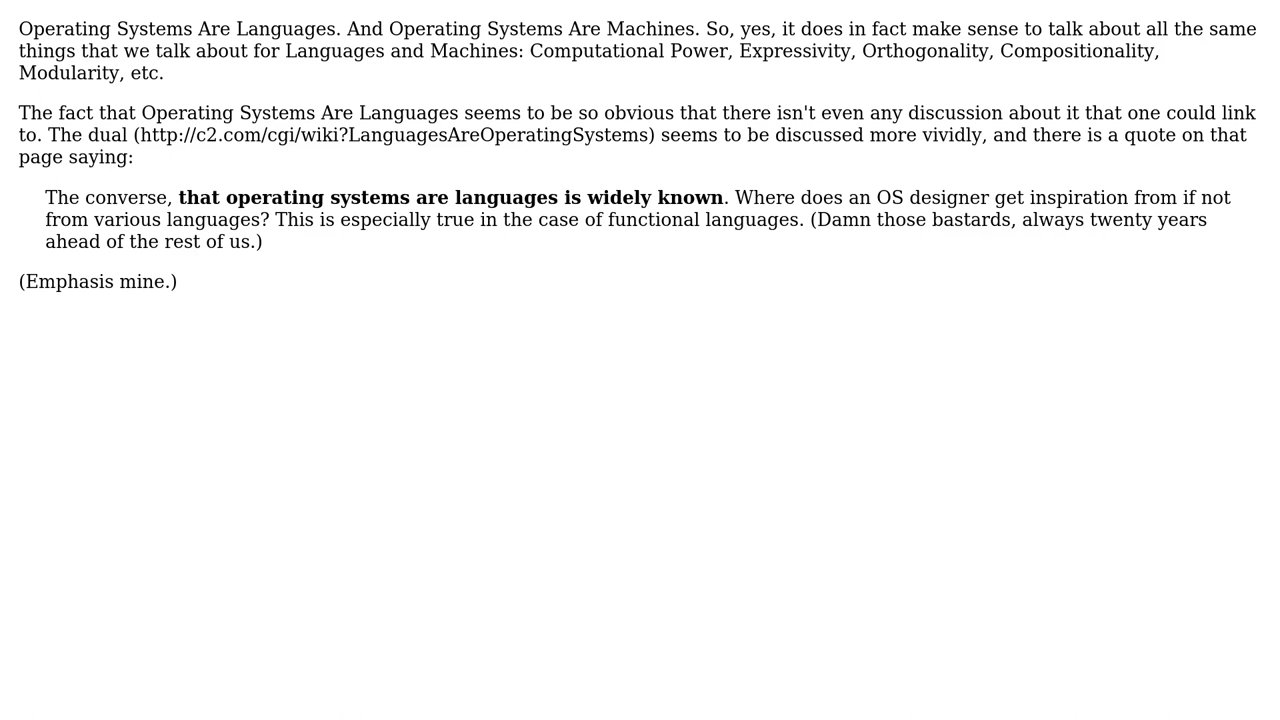 Operating Systems Are Languages. And Operating Systems Are Machines. So, yes, it does in fact make sense to talk about all the same
things that we talk about for Languages and Machines: Computational Power, Expressivity, Orthogonality, Compositionality,
Modularity, etc.
The fact that Operating Systems Are Languages seems to be so obvious that there isn't even any discussion about it that one could link
to. The dual (http://c2.com/cgi/wiki?LanguagesAreOperatingSystems) seems to be discussed more vividly, and there is a quote on that
page saying:
The converse, that operating systems are languages is widely known. Where does an OS designer get inspiration from if not
from various languages? This is especially true in the case of functional languages. (Damn those bastards, always twenty years
ahead of the rest of us.)
(Emphasis mine.)